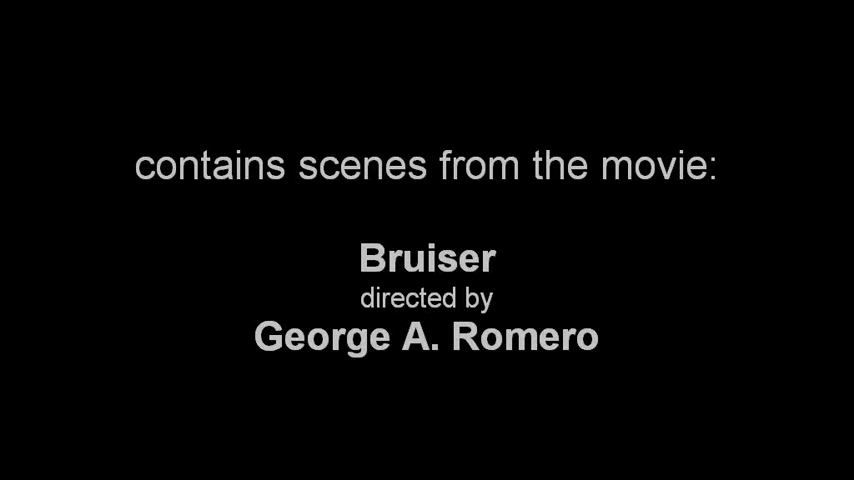 contains scenes from the movie:
Bruiser
directed by
George A. Romero